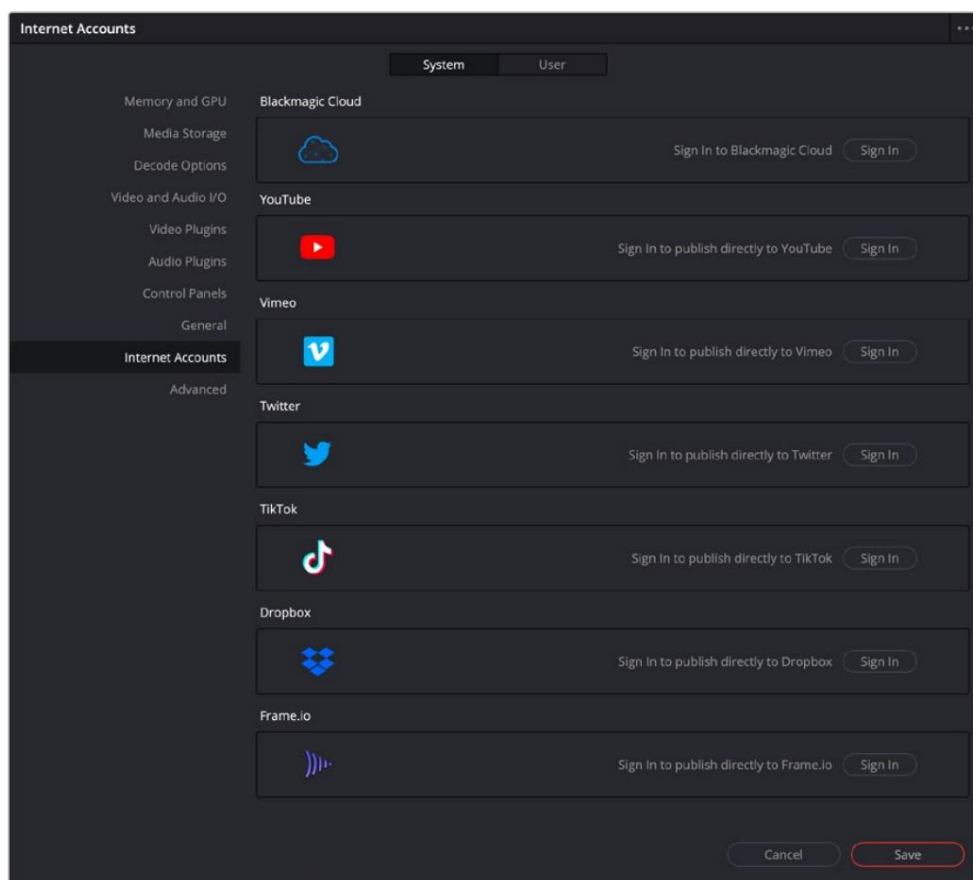 Internet Accounts
System User
Memory and GPU
Media Storage
Decode Options
Video and Audio I/O
Video Plugins
Audio Plugins
Control Panels
General
Internet Accounts
Advanced
Blackmagic Cloud
Sign In to Blackmagic Cloud Sign In
YouTube
Sign In to publish directly to YouTube Sign In
Vimeo
Sign In to publish directly to Vimeo Sign In
Twitter
Sign In to publish directly to Twitter Sign In
TikTok
Sign In to publish directly to TikTok Sign In
Dropbox
Sign In to publish directly to Dropbox Sign In
Frame.io
Sign In to publish directly to Frame.io Sign In
Cancel Save